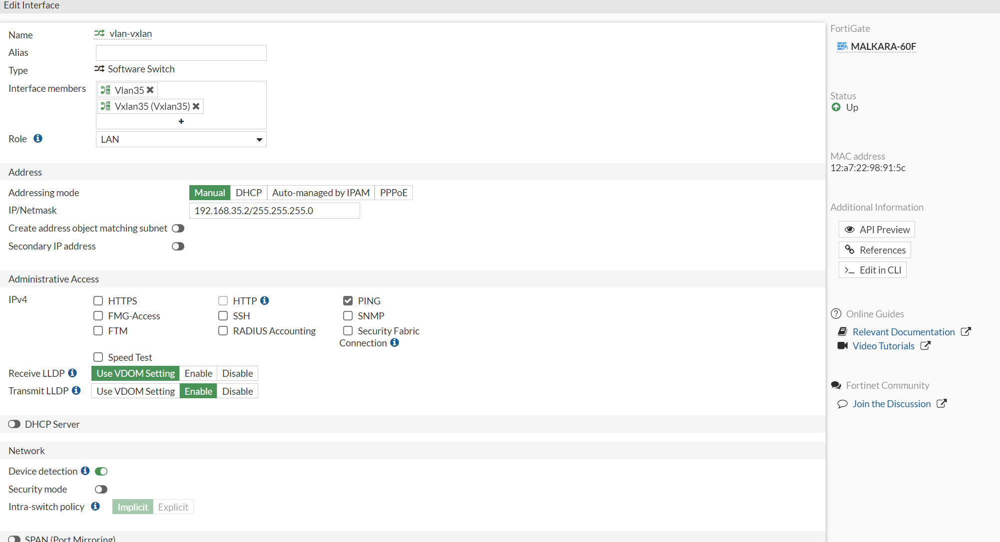 Edit Interface
Name vlan-vxlan
Alias
Type Software Switch
Interface members Vlan35
Vxlan35 (Vxlan35)
Role LAN
Address
Addressing mode Manual DHCP Auto-managed by IPAM PPPoE
IP/Netmask 192.168.35.2/255.255.255.0
Create address object matching subnet
Secondary IP address
Administrative Access
IPv4 HTTPS HTTP PING
FMG-Access SSH SNMP
FTM RADIUS Accounting Security Fabric
Connection
Speed Test
Receive LLDP Use VDOM Setting Enable Disable
Transmit LLDP Use VDOM Setting Enable Disable
DHCP Server
Network
Device detection
Security mode
Intra-switch policy Implicit Explicit
SPAN (Port Mirroring)
FortiGate
MALKARA-60F
Status
Up
MAC address
12:a7:22:98:91:5c
Additional Information
API Preview
References
Edit in CLI
Online Guides
Relevant Documentation
Video Tutorials
Fortinet Community
Join the Discussion